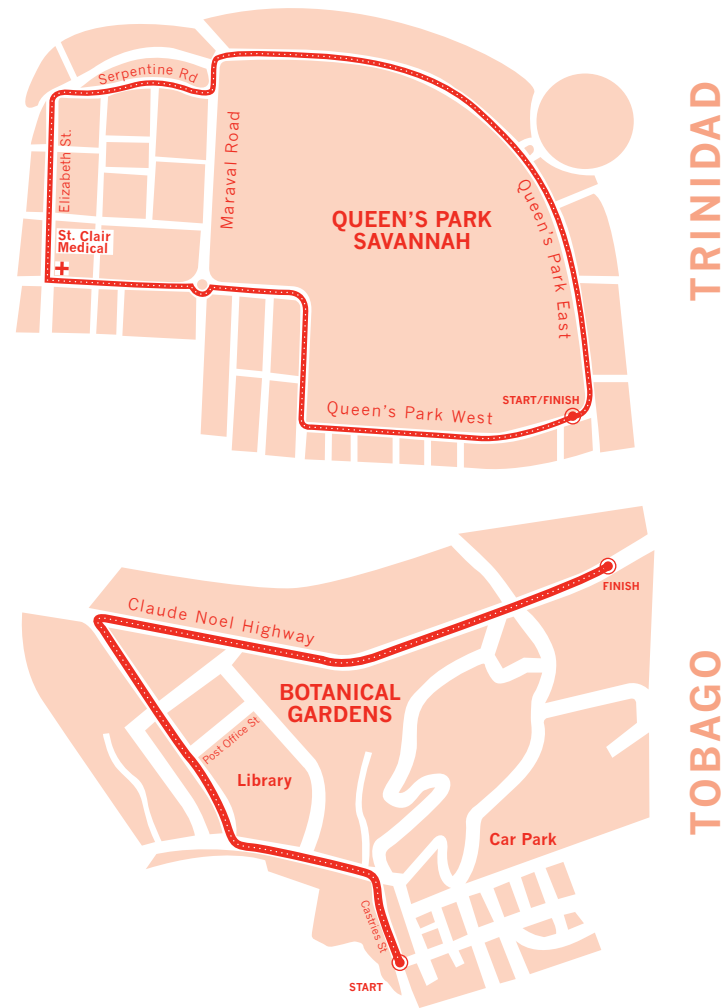 TRINIDAD
Serpentine Rd
Elizabeth St.
Maraval Road
St. Clair
Medical
QUEEN'S PARK
SAVANNAH
Queen's Park East
START/FINISH
Queen's Park West
TOBAGO
FINISH
Claude Noel Highway
BOTANICAL
GARDENS
Post Office St
Library
Car Park
Castries St
START